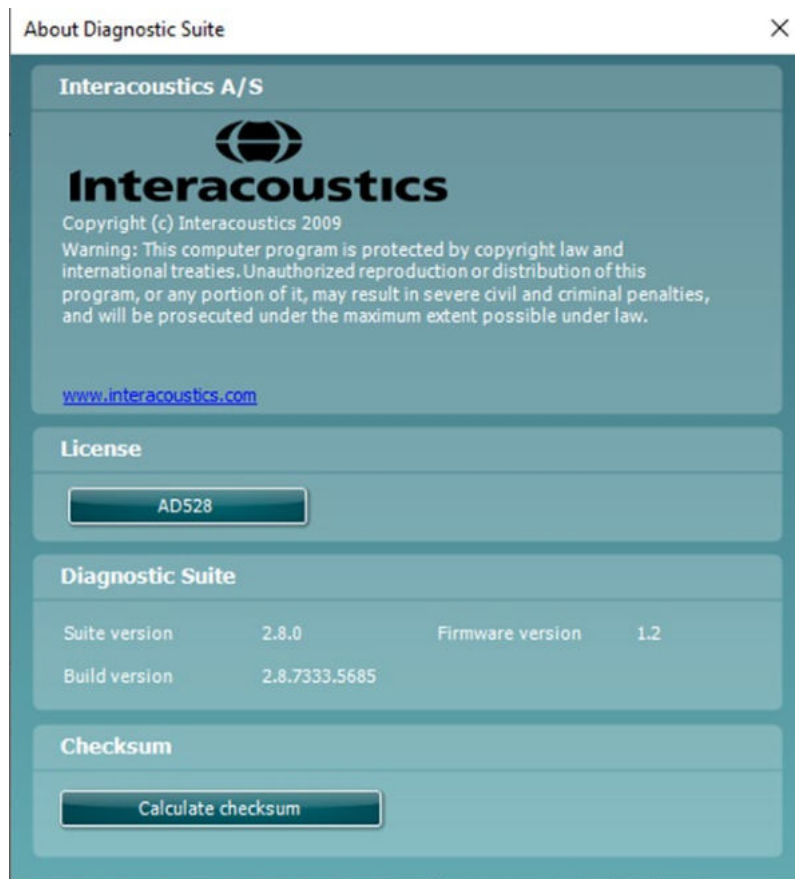 About Diagnostic Suite
Interacoustics A/S
Interacoustics
Copyright (c) Interacoustics 2009
Warning: This computer program is protected by copyright law and
international treaties. Unauthorized reproduction or distribution of this
program, or any portion of it, may result in severe civil and criminal penalties,
and will be prosecuted under the maximum extent possible under law.
www.interacoustics.com
License
AD528
Diagnostic Suite
Suite version 2.8.0 Firmware version 1.2
Build version 2.8.7333.5685
Checksum
Calculate checksum